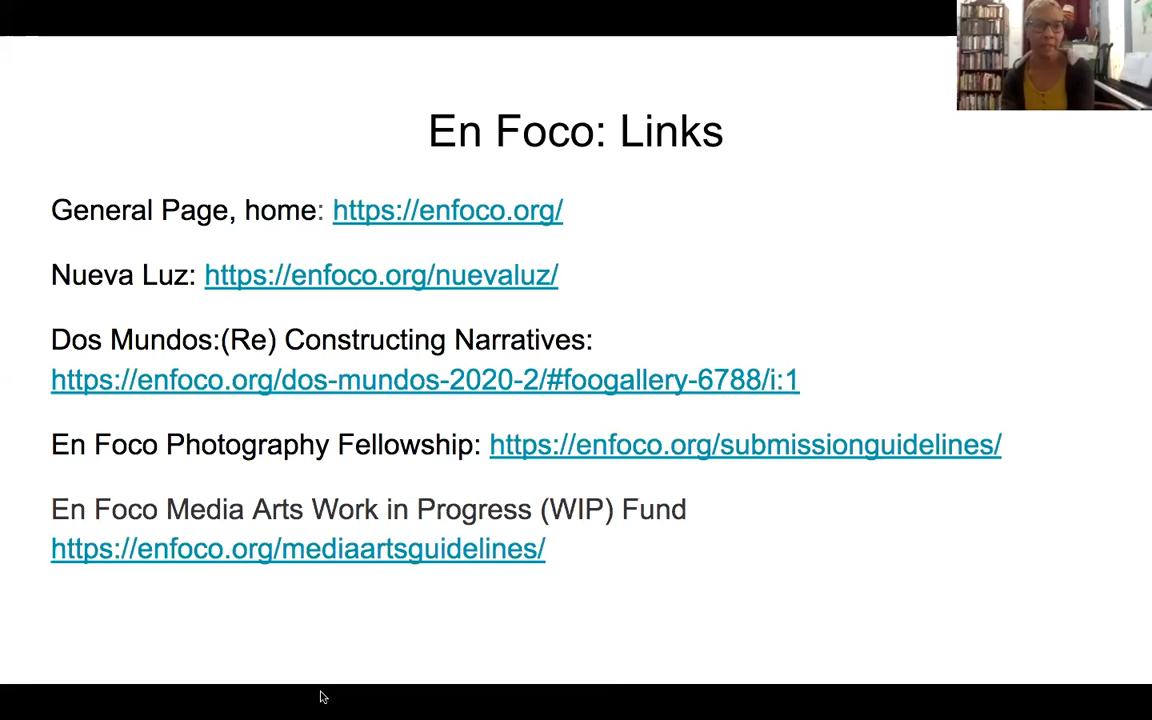 En Foco: Links
General Page, home: https://enfoco.org/
Nueva Luz: https://enfoco.org/nuevaluz/
Dos Mundos:(Re) Constructing Narratives:
https://enfoco.org/dos-mundos-2020-2/#foogallery-6788/i:1
En Foco Photography Fellowship: https://enfoco.org/submissionguidelines/
En Foco Media Arts Work in Progress (WIP) Fund
https://enfoco.org/mediaartsguidelines/